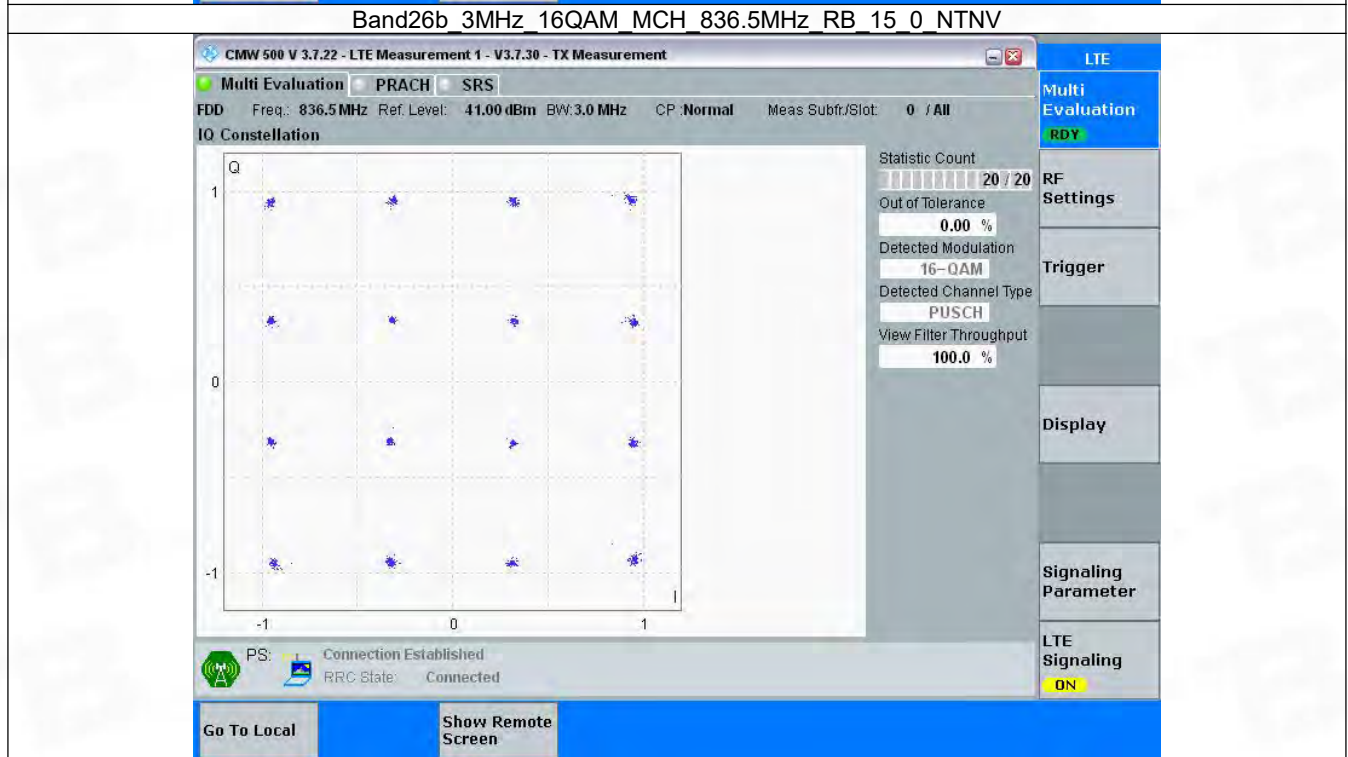 Band26b_3MHz_16QAM_MCH_836.5MHz_RB_15_0_NTNV
CMW 500 V 3.7.22 - LTE Measurement 1 - V3.7.30 - TX Measurement
LTE
Multi Evaluation PRACH SRS
Multi
Evaluation
RDY
FDD Freq.: 836.5 MHz Ref. Level: 41.00 dBm BW: 3.0 MHz CP :Normal Meas Subfr./Slot: 0 / All
IQ Constellation
Q
1
0
-1
-1 0 1
I
Statistic Count
20 / 20
Out of Tolerance
0.00 %
Detected Modulation
16-QAM
Detected Channel Type
PUSCH
View Filter Throughput
100.0 %
RF
Settings
Trigger
Display
Signaling
Parameter
LTE
Signaling
ON
PS: Connection Established
RRC State: Connected
Go To Local
Show Remote
Screen